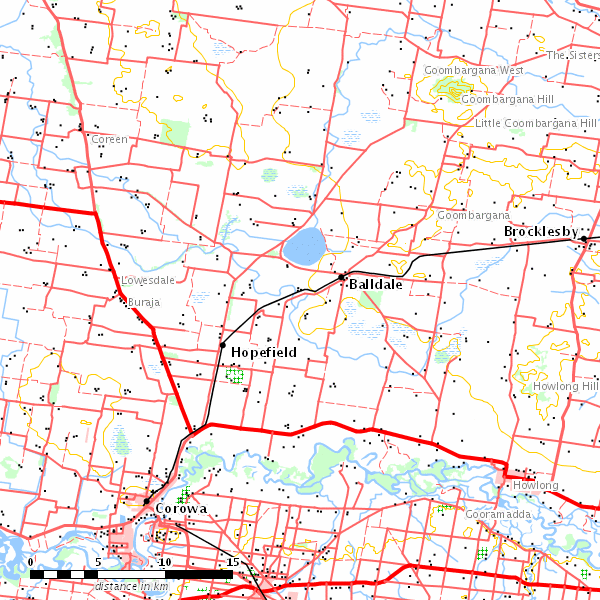 The Sisters
Goombargana West
Goombargana Hill
Little Coombargana Hill
Coreen
Goombargana
Brocklesby
Lowesdale
Balldale
Buraja
Hopefield
Howlong Hill
Howlong
Corowa
Gooramadda
0 5 10 15
distance in km